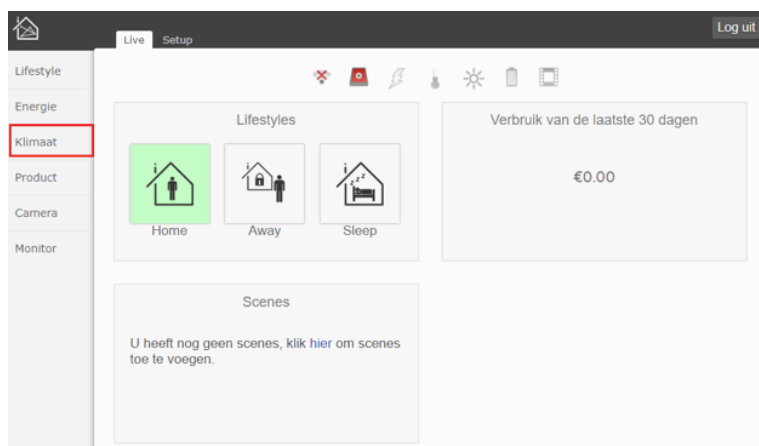 Log uit
Live Setup
Lifestyle
Energie
Klimaat
Product
Camera
Monitor
Lifestyles
Home Away Sleep
Verbruik van de laatste 30 dagen
€0.00
Scenes
U heeft nog geen scenes, klik hier om scenes
toe te voegen.